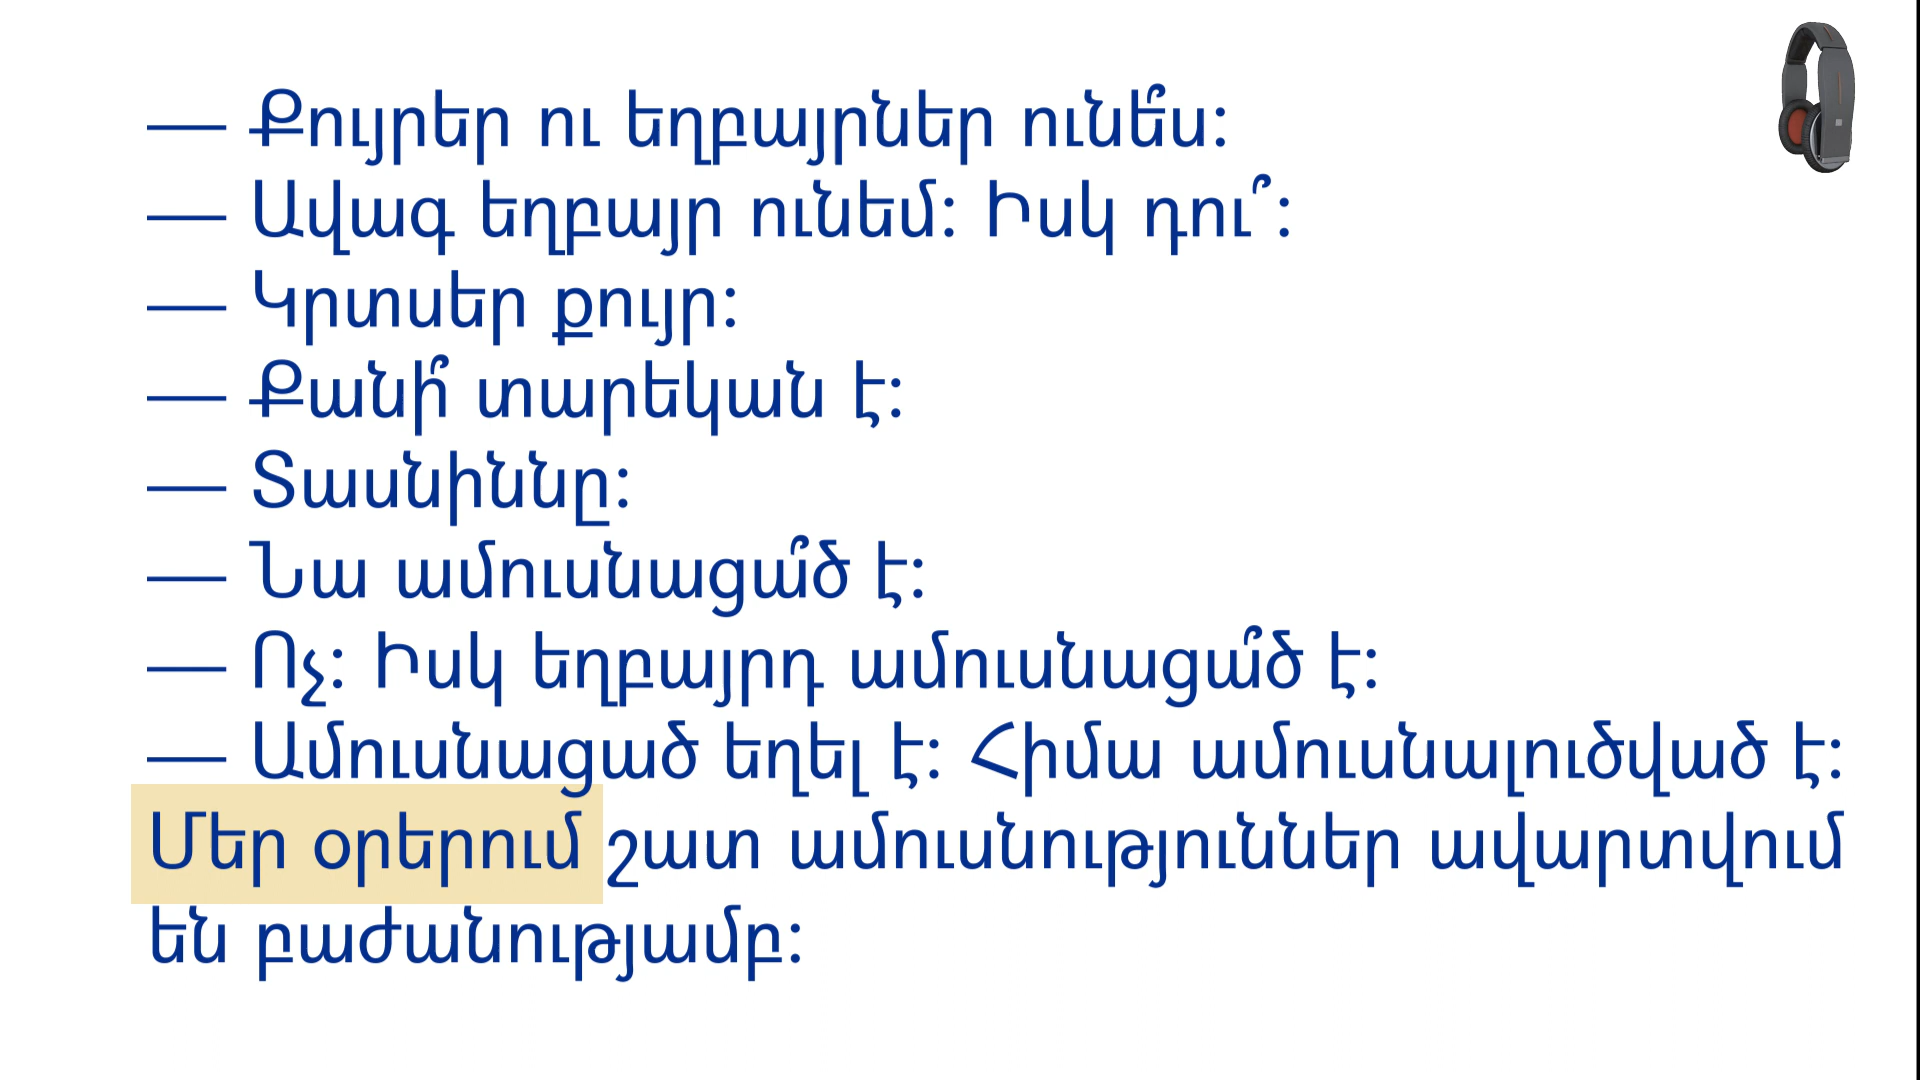 — Քույրեր ու եղբայրներ ունե՞ս:
— Ավագ եղբայր ունեմ: Իսկ դու՞:
— Կրտսեր քույր:
— Քանի՞ տարեկան է:
— Տասնիննը:
— Նա ամուսնացա՞ծ է:
— Ոչ: Իսկ եղբայրդ ամուսնացա՞ծ է:
— Ամուսնացած եղել է: Հիմա ամուսնալուծված է:
Մեր օրերում շատ ամուսնություններ ավարտվում
են բաժանությամբ: